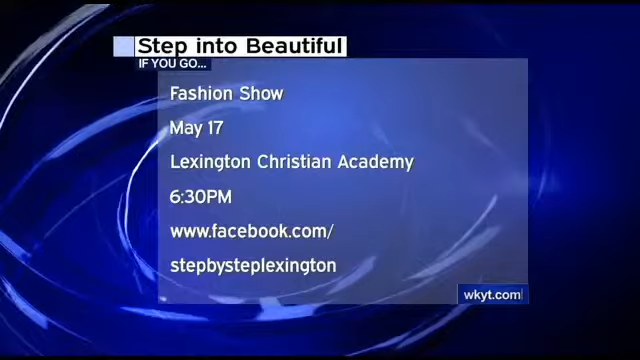 Step into Beautiful
IF YOU GO...
Fashion Show
May 17
Lexington Christian Academy
6:30PM
www.facebook.com/
stepbysteplexington
wkyt.com